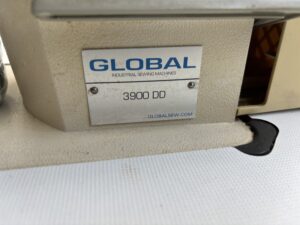 GLOBAL
INDUSTRIAL SEWING MACHINES
3900 DD
GLOBALSEW.COM